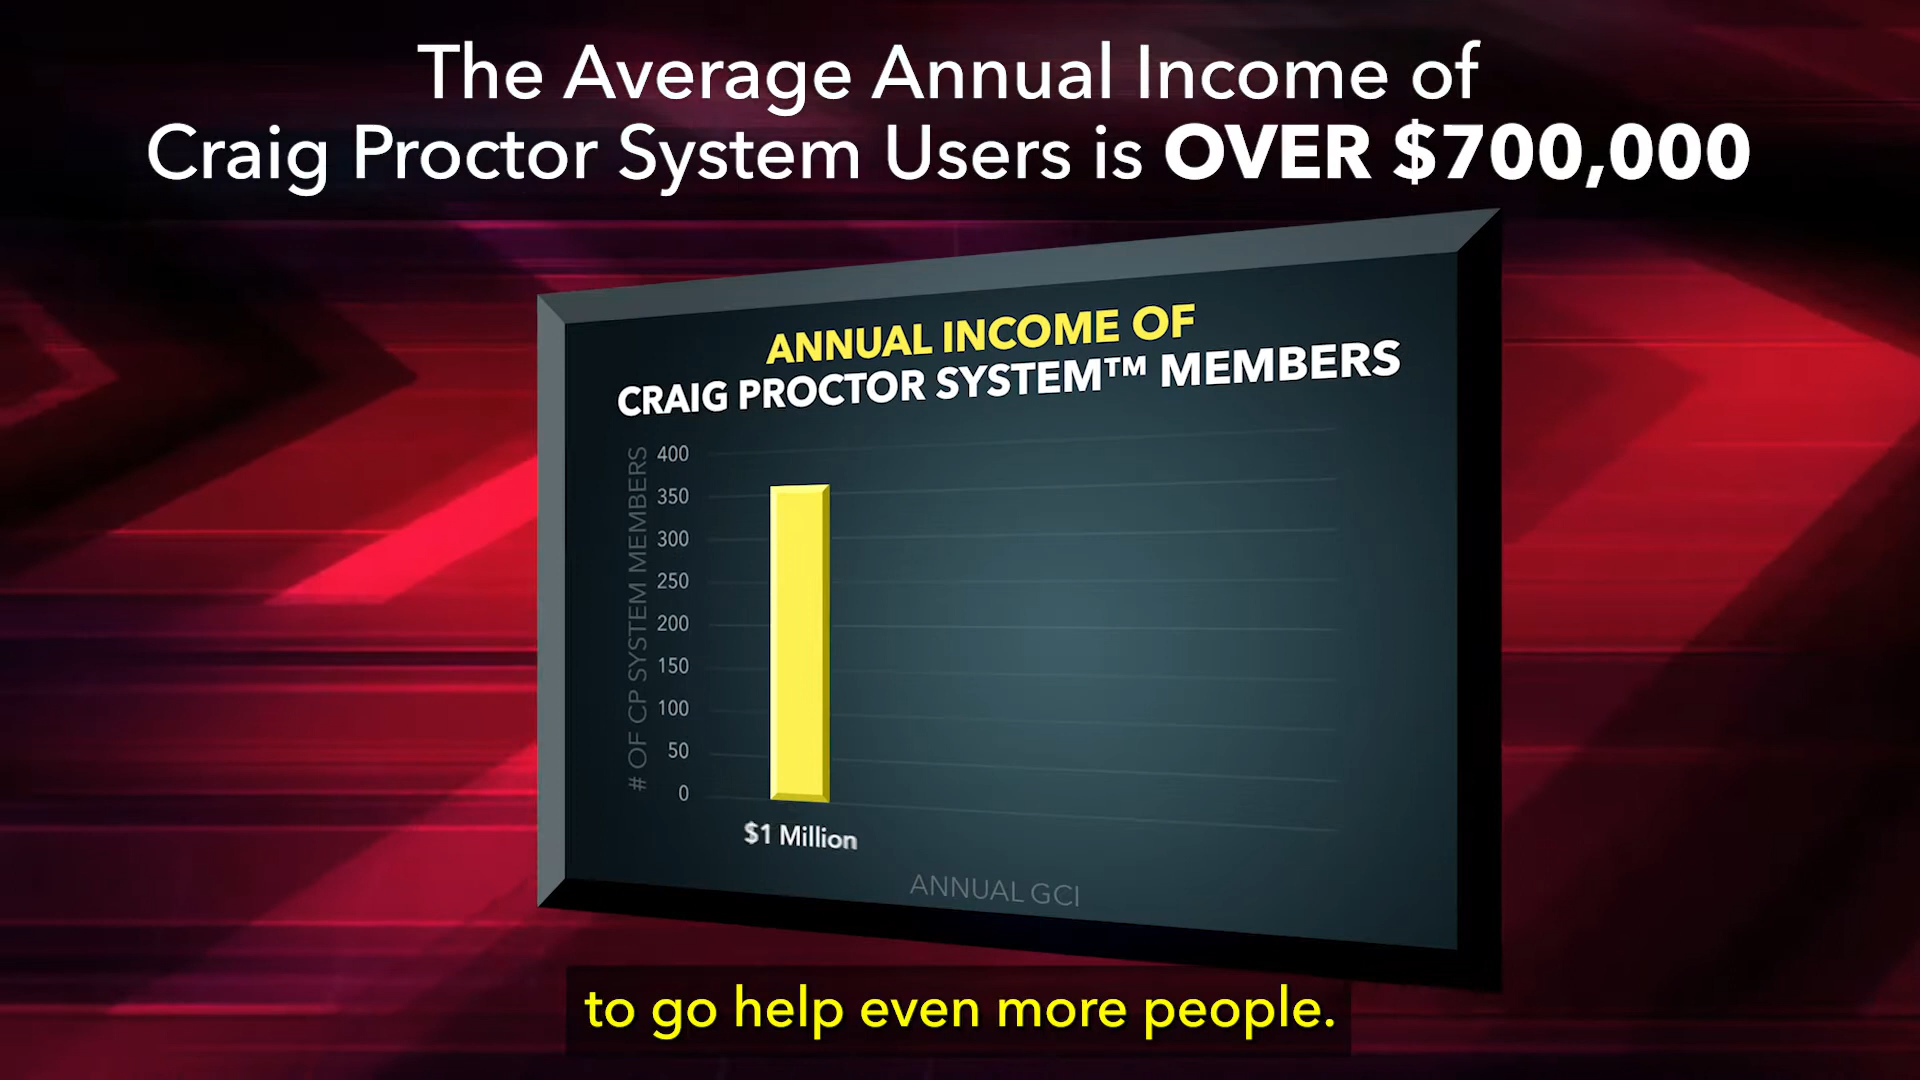 The Average Annual Income of
Craig Proctor System Users is OVER $700,000
ANNUAL INCOME OF
CRAIG PROCTOR SYSTEM™ MEMBERS
# OF CP SYSTEM MEMBERS
400
350
300
250
200
150
100
50
0
$1 Million
ANNUAL GCI
to go help even more people.